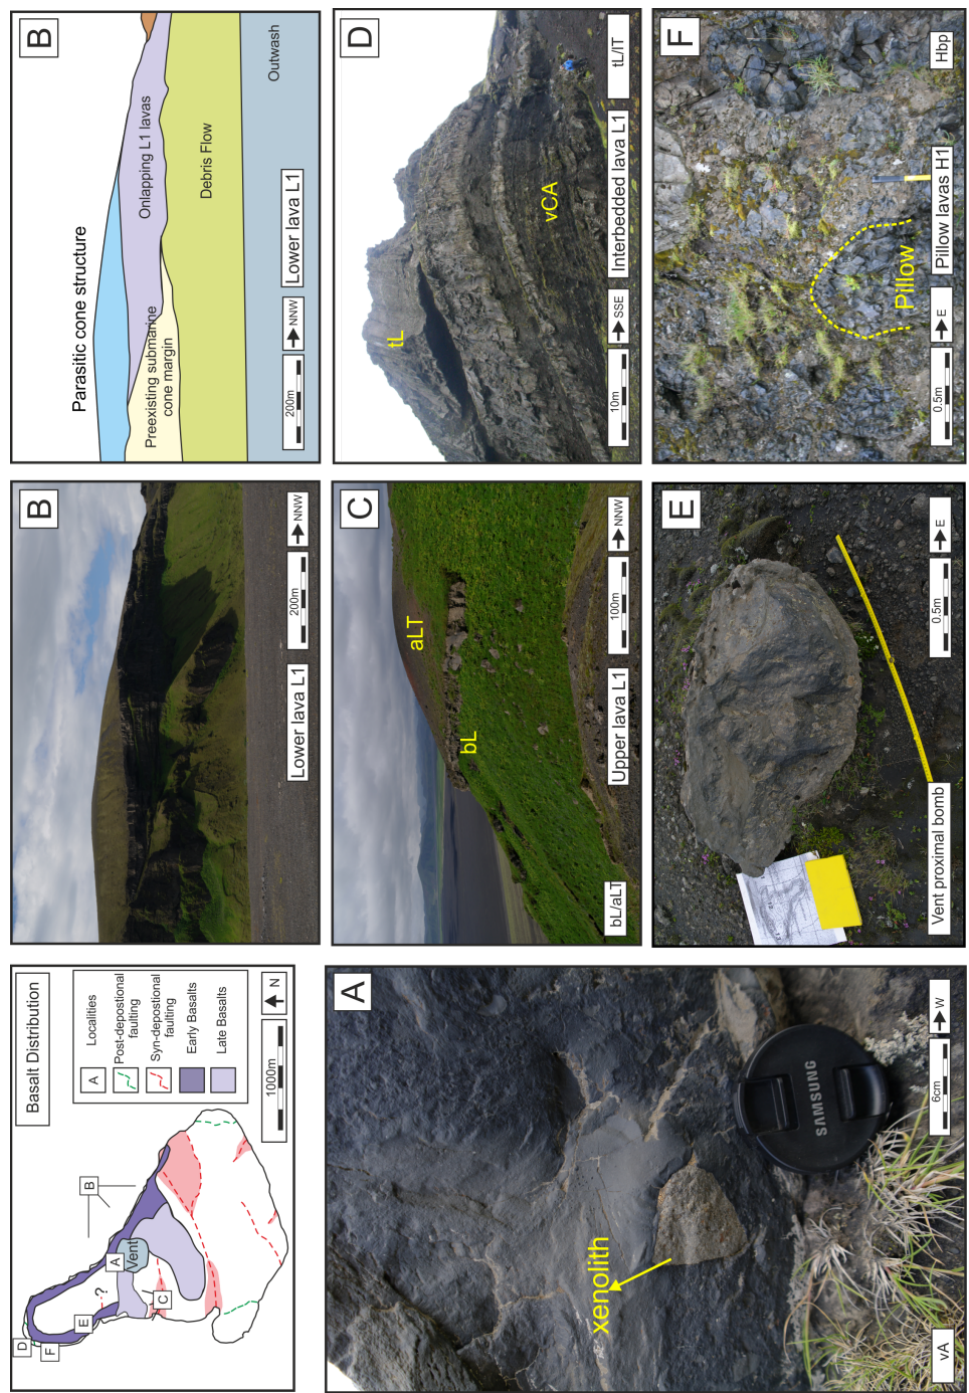 Basalt Distribution
A
Localities
Post-depostional
faulting
Syn-depostional
faulting
Early Basalts
Late Basalts
1000m
N
D
F
E
?
A
Vent
B
C
B
Lower lava L1
200m
NNW
B
Parasitic cone structure
Onlapping L1 lavas
Preexisting submarine
cone margin
Debris Flow
Outwash
200m
NNW
Lower lava L1
A
xenolith
SAMSUNG
vA
6cm
W
C
aLT
bL
bL/aLT
Upper lava L1
100m
NNW
D
tL
vCA
10m
SSE
Interbedded lava L1
tL/lT
E
Vent proximal bomb
0.5m
E
F
Pillow
0.5m
E
Pillow lavas H1
Hbp